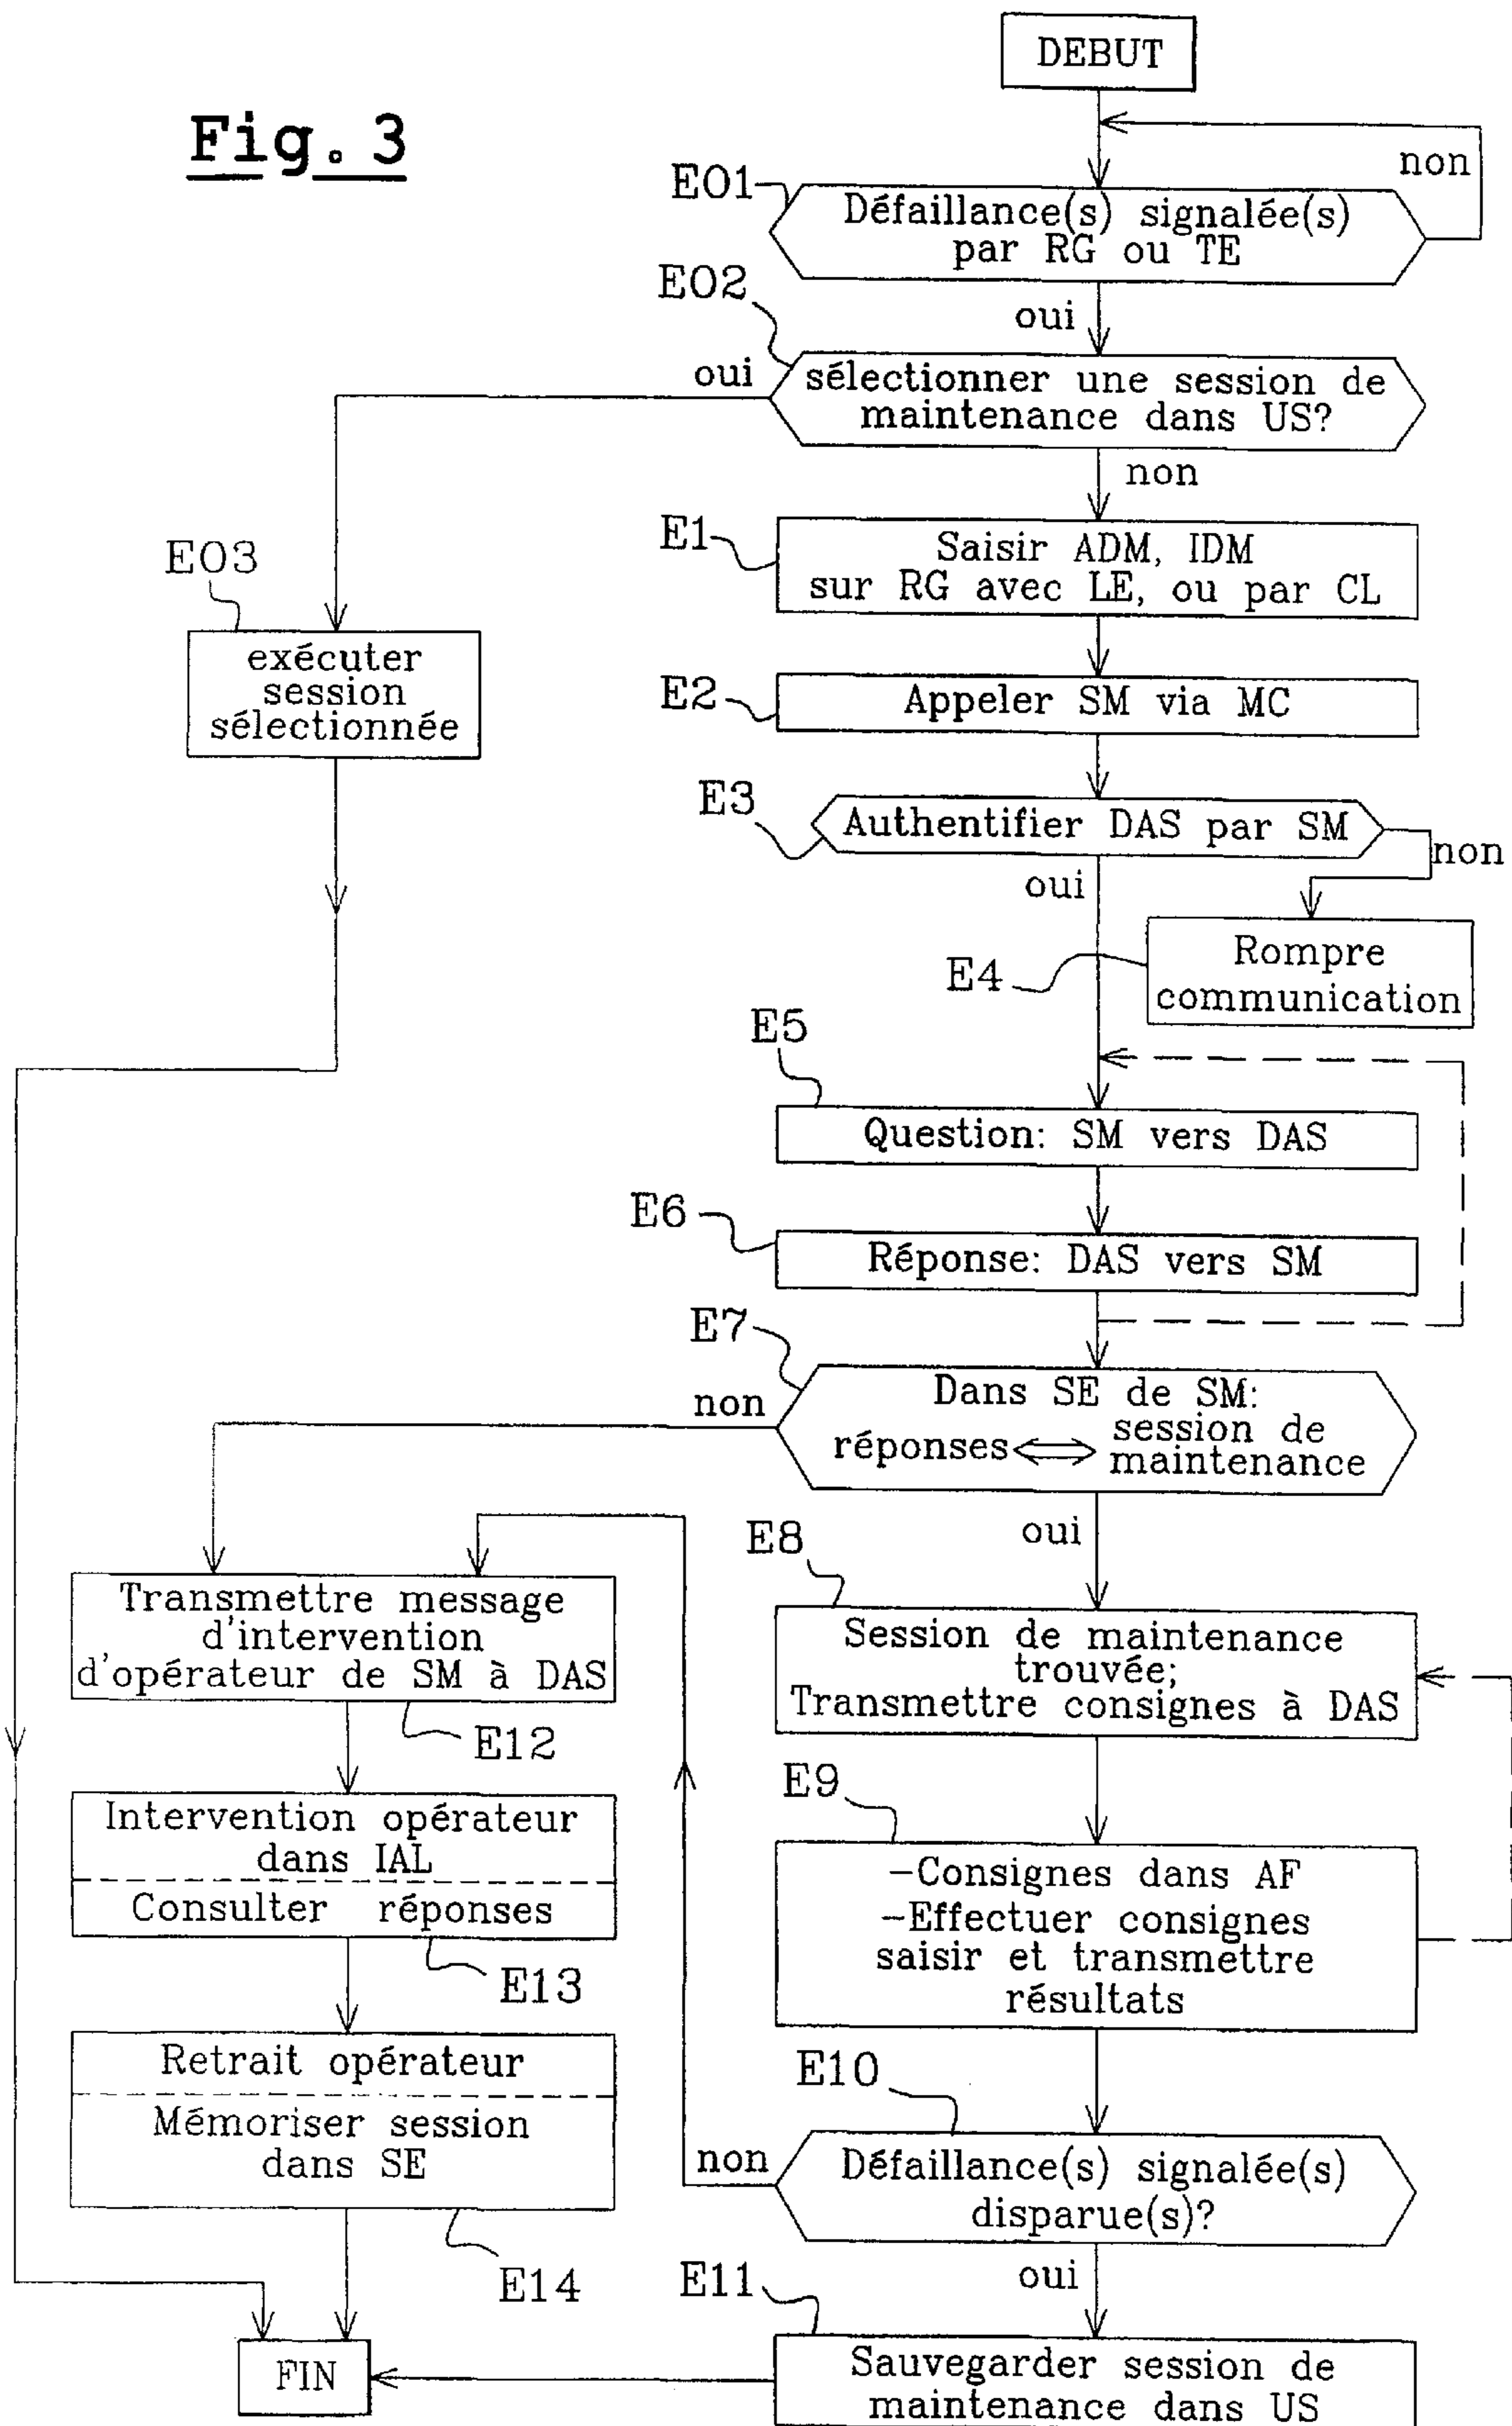 Fig. 3
DEBUT
non
E01
Défaillance(s) signalée(s)
par RG ou TE
E02
oui
oui
sélectionner une session de
maintenance dans US?
non
E1
Saisir ADM, IDM
sur RG avec LE, ou par CL
E03
exécuter
session
sélectionnée
E2
Appeler SM via MC
E3
Authentifier DAS par SM
non
oui
E4
Rompre
communication
E5
Question: SM vers DAS
E6
Réponse: DAS vers SM
E7
non
Dans SE de SM:
réponses ⟺ session de
maintenance
oui
E8
Session de maintenance
trouvée;
Transmettre consignes à DAS
Transmettre message
d'intervention
d'opérateur de SM à DAS
E12
E9
-Consignes dans AF
-Effectuer consignes
saisir et transmettre
résultats
Intervention opérateur
dans IAL
Consulter réponses
E13
E10
Retrait opérateur
Mémoriser session
dans SE
E14
non
Défaillance(s) signalée(s)
disparue(s)?
oui
E11
Sauvegarder session de
maintenance dans US
FIN